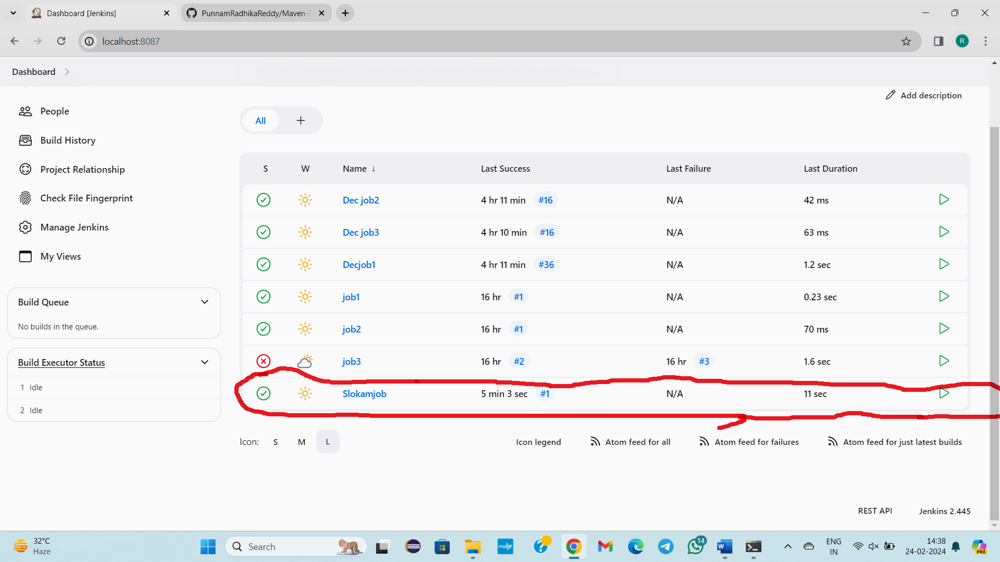 Dashboard [Jenkins]
PunnamRadhikaReddy/Maven-
localhost:8087
R
Dashboard
Add description
People
All +
Build History
S W Name ↓ Last Success Last Failure Last Duration
Project Relationship
Check File Fingerprint
Dec job2 4 hr 11 min #16 N/A 42 ms
Manage Jenkins
Dec job3 4 hr 10 min #16 N/A 63 ms
My Views
Decjob1 4 hr 11 min #36 N/A 1.2 sec
Build Queue
job1 16 hr #1 N/A 0.23 sec
No builds in the queue.
job2 16 hr #1 N/A 70 ms
Build Executor Status
job3 16 hr #2 16 hr #3 1.6 sec
1 Idle
Slokamjob 5 min 3 sec #1 N/A 11 sec
2 Idle
Icon: S M L
Icon legend
Atom feed for all
Atom feed for failures
Atom feed for just latest builds
REST API Jenkins 2.445
32°C
Haze
Search
myhp
14
ENG
IN
14:38
24-02-2024
PRE